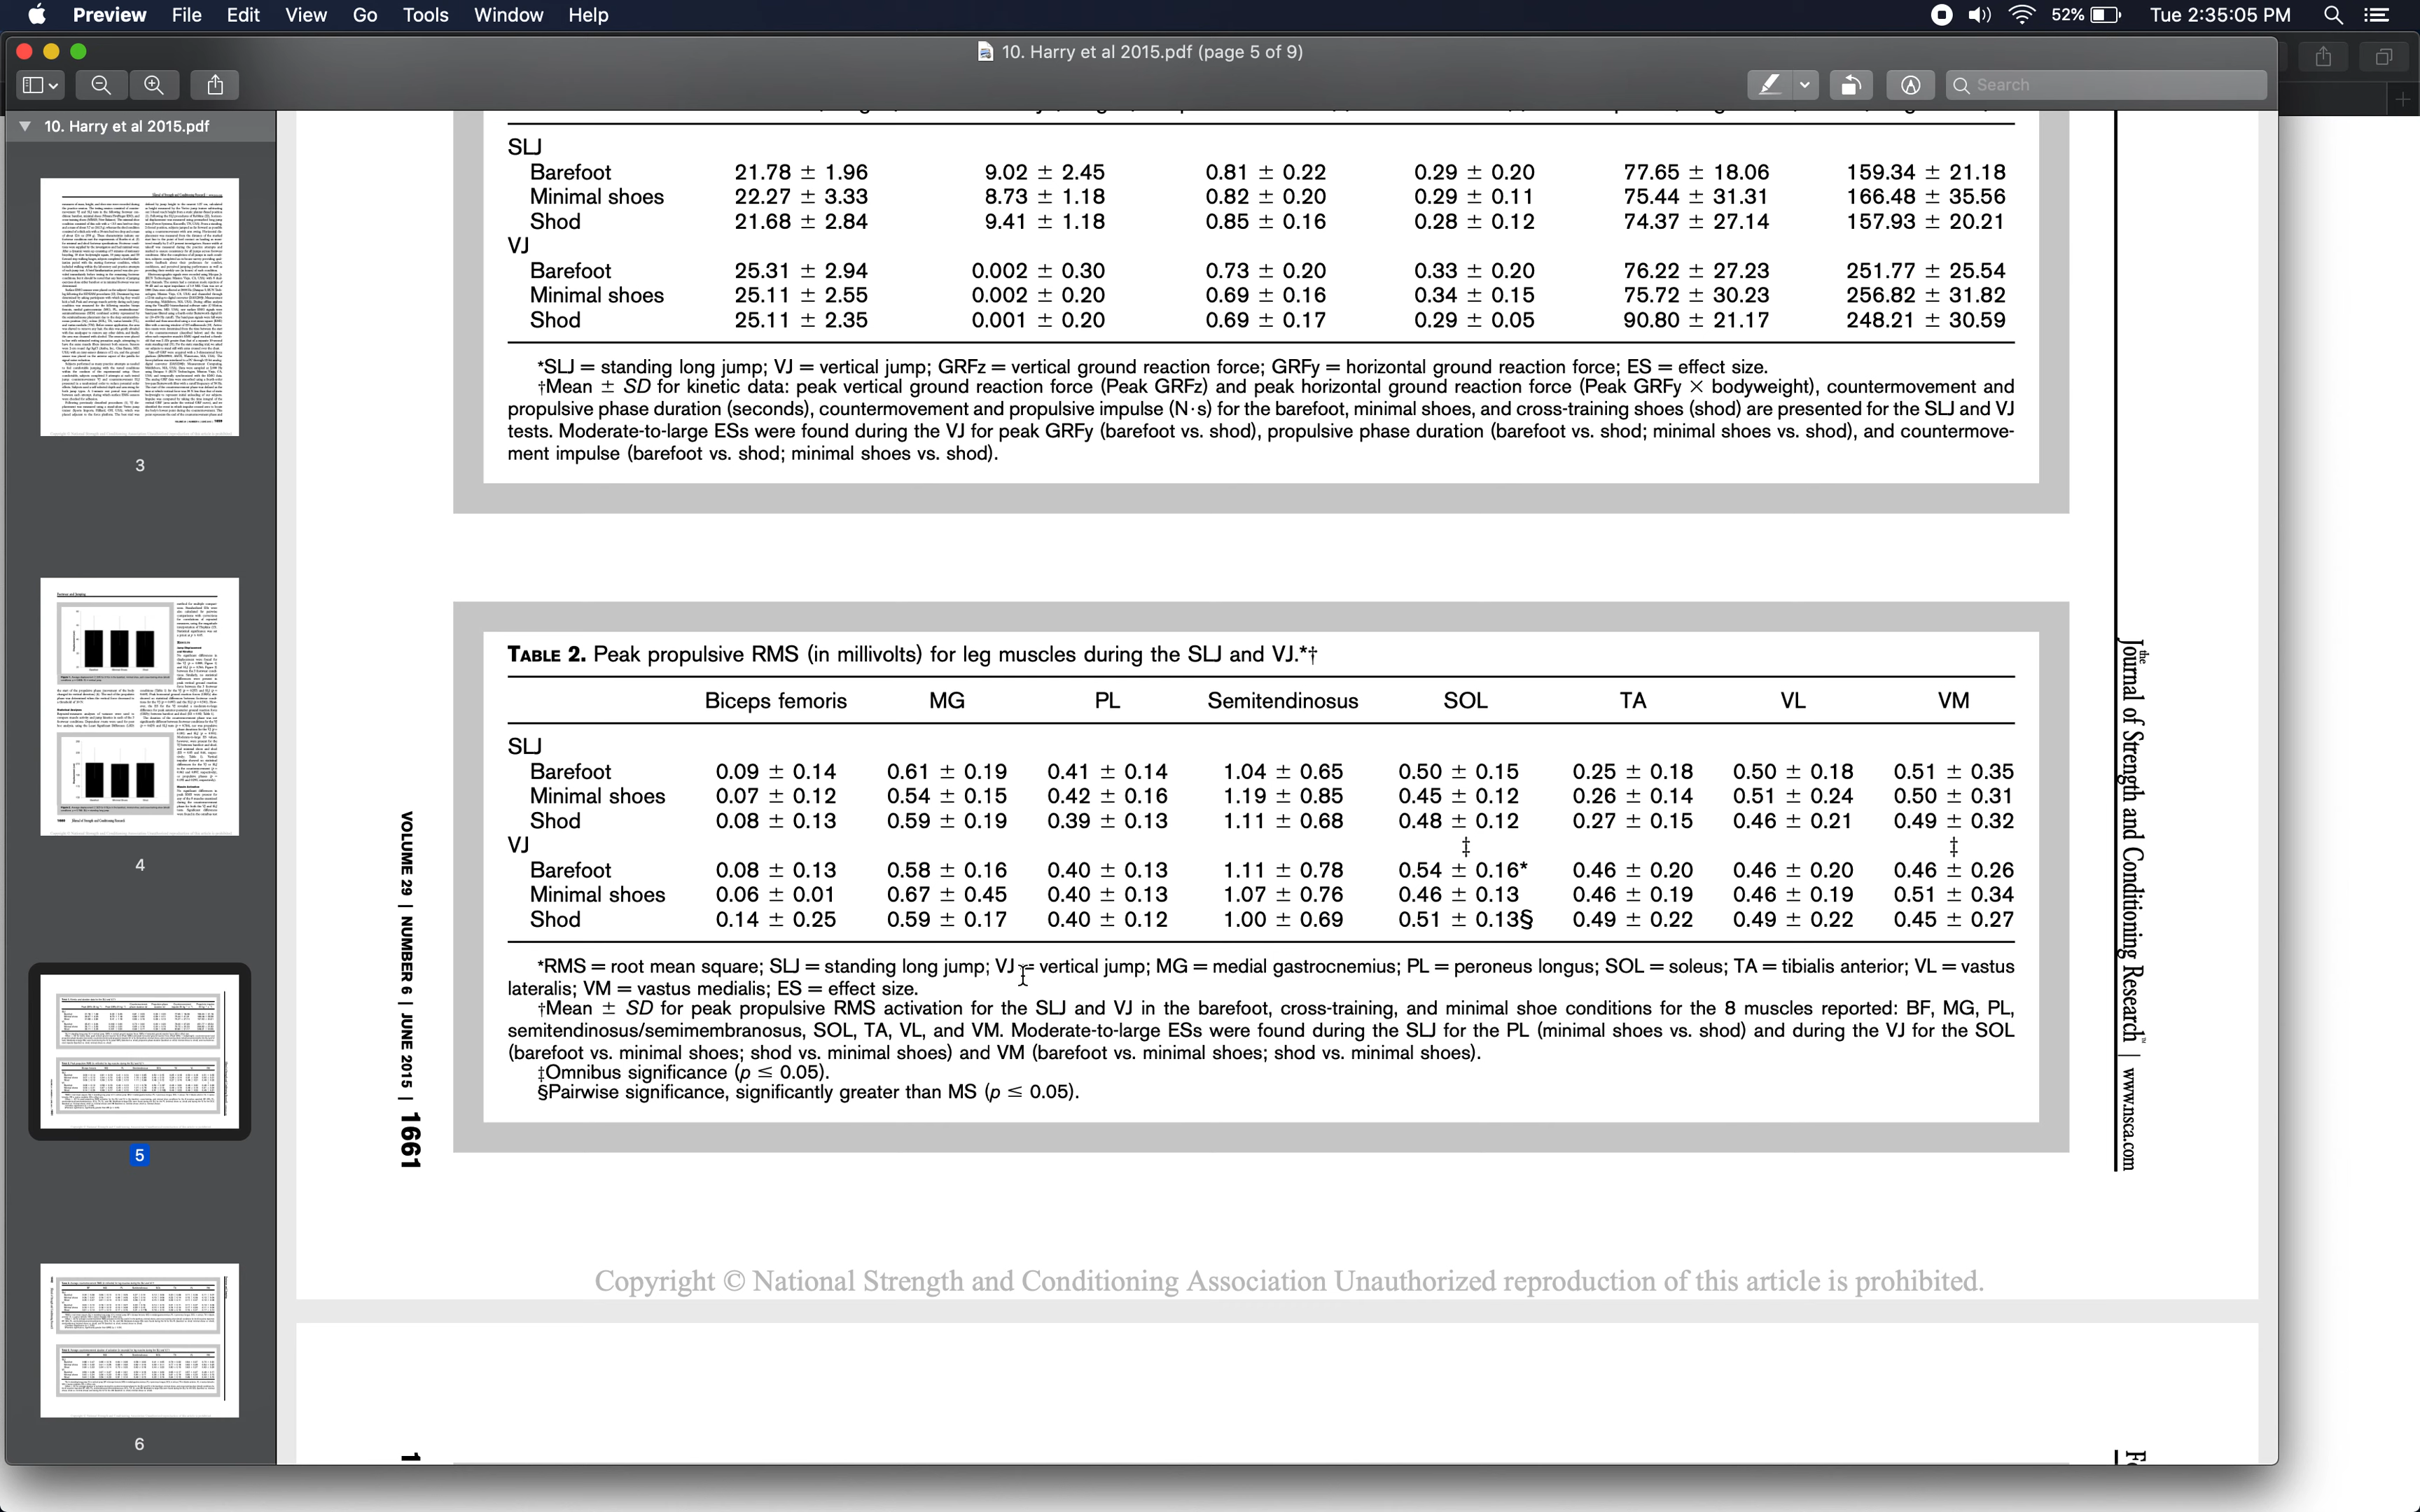 Preview File Edit View Go Tools Window Help 52% Tue 2:35:05 PM
10. Harry et al 2015.pdf (page 5 of 9)
Search
10. Harry et al 2015.pdf
3
4
5
6
SLJ
Barefoot 21.78 ± 1.96 9.02 ± 2.45 0.81 ± 0.22 0.29 ± 0.20 77.65 ± 18.06 159.34 ± 21.18
Minimal shoes 22.27 ± 3.33 8.73 ± 1.18 0.82 ± 0.20 0.29 ± 0.11 75.44 ± 31.31 166.48 ± 35.56
Shod 21.68 ± 2.84 9.41 ± 1.18 0.85 ± 0.16 0.28 ± 0.12 74.37 ± 27.14 157.93 ± 20.21
VJ
Barefoot 25.31 ± 2.94 0.002 ± 0.30 0.73 ± 0.20 0.33 ± 0.20 76.22 ± 27.23 251.77 ± 25.54
Minimal shoes 25.11 ± 2.55 0.002 ± 0.20 0.69 ± 0.16 0.34 ± 0.15 75.72 ± 30.23 256.82 ± 31.82
Shod 25.11 ± 2.35 0.001 ± 0.20 0.69 ± 0.17 0.29 ± 0.05 90.80 ± 21.17 248.21 ± 30.59
*SLJ = standing long jump; VJ = vertical jump; GRFz = vertical ground reaction force; GRFy = horizontal ground reaction force; ES = effect size.
†Mean ± SD for kinetic data: peak vertical ground reaction force (Peak GRFz) and peak horizontal ground reaction force (Peak GRFy × bodyweight), countermovement and
propulsive phase duration (seconds), countermovement and propulsive impulse (N·s) for the barefoot, minimal shoes, and cross-training shoes (shod) are presented for the SLJ and VJ
tests. Moderate-to-large ESs were found during the VJ for peak GRFy (barefoot vs. shod), propulsive phase duration (barefoot vs. shod; minimal shoes vs. shod), and countermove-
ment impulse (barefoot vs. shod; minimal shoes vs. shod).
TABLE 2. Peak propulsive RMS (in millivolts) for leg muscles during the SLJ and VJ.*†
Biceps femoris MG PL Semitendinosus SOL TA VL VM
SLJ
Barefoot 0.09 ± 0.14 0.61 ± 0.19 0.41 ± 0.14 1.04 ± 0.65 0.50 ± 0.15 0.25 ± 0.18 0.50 ± 0.18 0.51 ± 0.35
Minimal shoes 0.07 ± 0.12 0.54 ± 0.15 0.42 ± 0.16 1.19 ± 0.85 0.45 ± 0.12 0.26 ± 0.14 0.51 ± 0.24 0.50 ± 0.31
Shod 0.08 ± 0.13 0.59 ± 0.19 0.39 ± 0.13 1.11 ± 0.68 0.48 ± 0.12 0.27 ± 0.15 0.46 ± 0.21 0.49 ± 0.32
VJ ‡ ‡
Barefoot 0.08 ± 0.13 0.58 ± 0.16 0.40 ± 0.13 1.11 ± 0.78 0.54 ± 0.16* 0.46 ± 0.20 0.46 ± 0.20 0.46 ± 0.26
Minimal shoes 0.06 ± 0.01 0.67 ± 0.45 0.40 ± 0.13 1.07 ± 0.76 0.46 ± 0.13 0.46 ± 0.19 0.46 ± 0.19 0.51 ± 0.34
Shod 0.14 ± 0.25 0.59 ± 0.17 0.40 ± 0.12 1.00 ± 0.69 0.51 ± 0.13§ 0.49 ± 0.22 0.49 ± 0.22 0.45 ± 0.27
*RMS = root mean square; SLJ = standing long jump; VJ = vertical jump; MG = medial gastrocnemius; PL = peroneus longus; SOL = soleus; TA = tibialis anterior; VL = vastus
lateralis; VM = vastus medialis; ES = effect size.
†Mean ± SD for peak propulsive RMS activation for the SLJ and VJ in the barefoot, cross-training, and minimal shoe conditions for the 8 muscles reported: BF, MG, PL,
semitendinosus/semimembranosus, SOL, TA, VL, and VM. Moderate-to-large ESs were found during the SLJ for the PL (minimal shoes vs. shod) and during the VJ for the SOL
(barefoot vs. minimal shoes; shod vs. minimal shoes) and VM (barefoot vs. minimal shoes; shod vs. minimal shoes).
‡Omnibus significance (p ≤ 0.05).
§Pairwise significance, significantly greater than MS (p ≤ 0.05).
VOLUME 29 | NUMBER 6 | JUNE 2015 | 1661
the Journal of Strength and Conditioning Research™ | www.nsca.com
Copyright © National Strength and Conditioning Association Unauthorized reproduction of this article is prohibited.